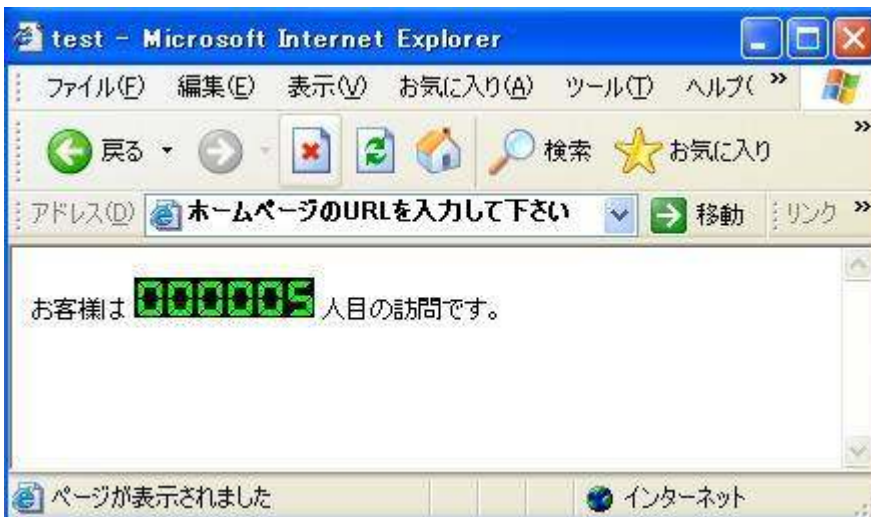 test - Microsoft Internet Explorer
ファイル(F) 編集(E) 表示(V) お気に入り(A) ツール(T) ヘルプ( »
戻る 検索 お気に入り »
アドレス(D) ホームページのURLを入力して下さい 移動 リンク »
お客様は 000005 人目の訪問です。
ページが表示されました インターネット